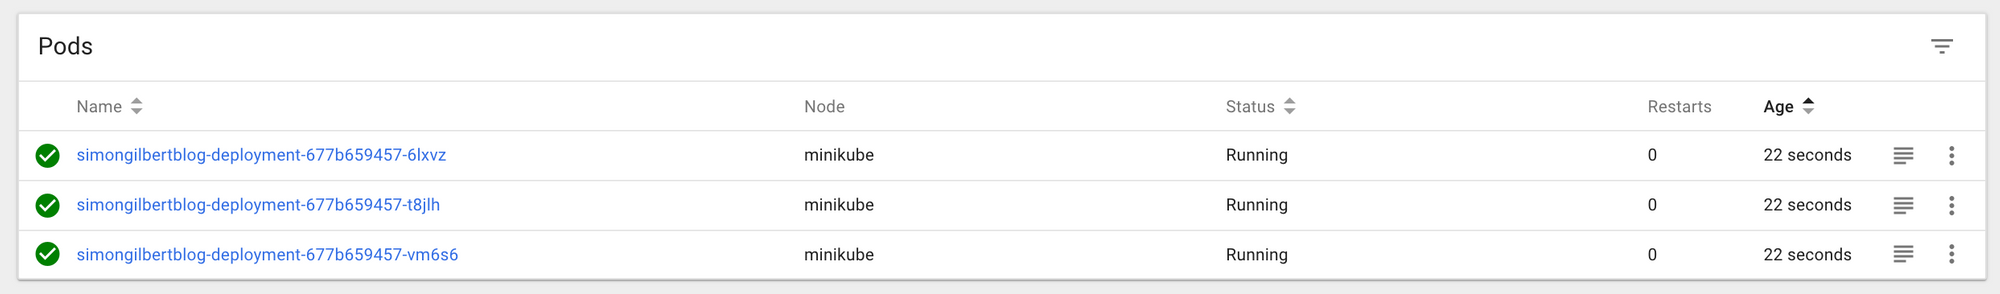 Pods
Name Node Status Restarts Age
simongilbertblog-deployment-677b659457-6lxvz minikube Running 0 22 seconds
simongilbertblog-deployment-677b659457-t8jlh minikube Running 0 22 seconds
simongilbertblog-deployment-677b659457-vm6s6 minikube Running 0 22 seconds